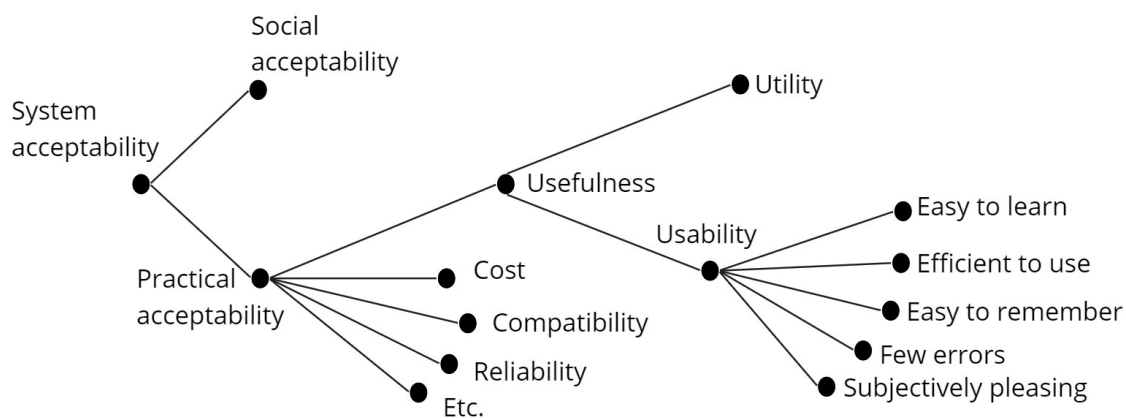 Social
acceptability
System
acceptability
Utility
Usefulness
Usability
Easy to learn
Efficient to use
Easy to remember
Few errors
Subjectively pleasing
Practical
acceptability
Cost
Compatibility
Reliability
Etc.